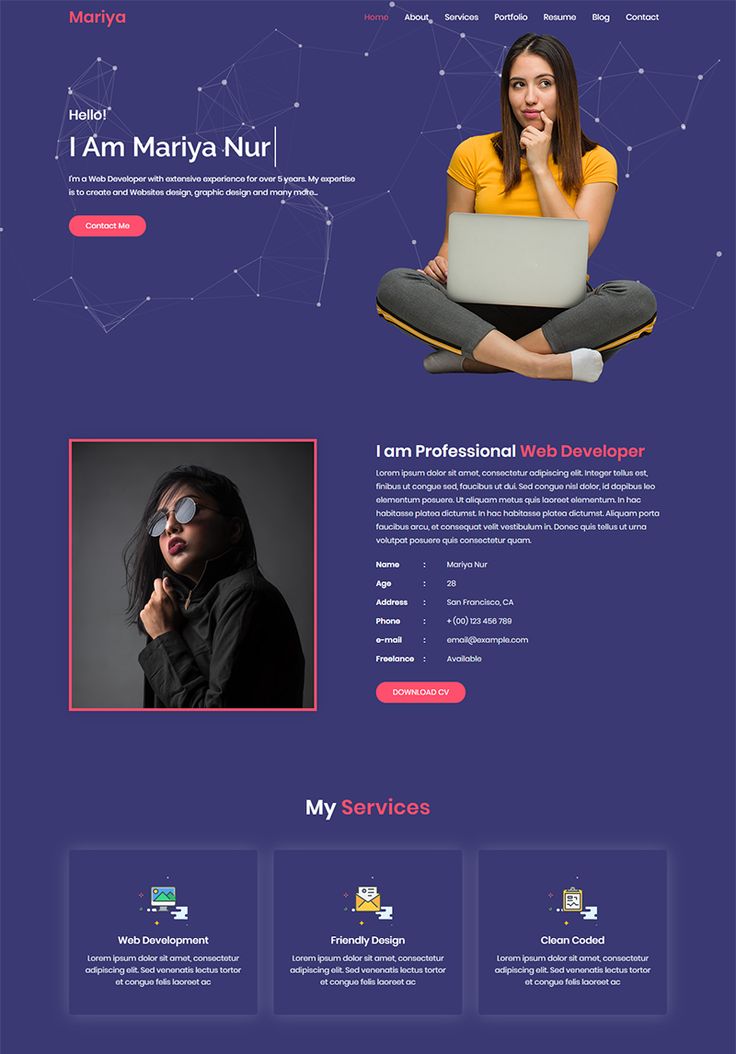 Mariya
Home About Services Portfolio Resume Blog Contact
Hello!
I Am Mariya Nur
I'm a Web Developer with extensive experience for over 5 years. My expertise
is to create and Websites design, graphic design and many more...
Contact Me
I am Professional Web Developer
Lorem ipsum dolor sit amet, consectetur adipiscing elit. Integer tellus est,
finibus ut congue sed, faucibus ut dui. Sed congue nisl dolor, id dapibus leo
elementum posuere. Ut aliquam metus quis laoreet elementum. In hac
habitasse platea dictumst. In hac habitasse platea dictumst. Aliquam porta
faucibus arcu, et consequat velit vestibulum in. Donec quis tellus ut urna
volutpat posuere quis consectetur quam.
Name : Mariya Nur
Age : 28
Address : San Francisco, CA
Phone : + (00) 123 456 789
e-mail : email@example.com
Freelance : Available
DOWNLOAD CV
My Services
Web Development
Lorem ipsum dolor sit amet, consectetur
adipiscing elit. Sed venenatis lectus tortor
et congue felis laoreet ac
Friendly Design
Lorem ipsum dolor sit amet, consectetur
adipiscing elit. Sed venenatis lectus tortor
et congue felis laoreet ac
Clean Coded
Lorem ipsum dolor sit amet, consectetur
adipiscing elit. Sed venenatis lectus tortor
et congue felis laoreet ac